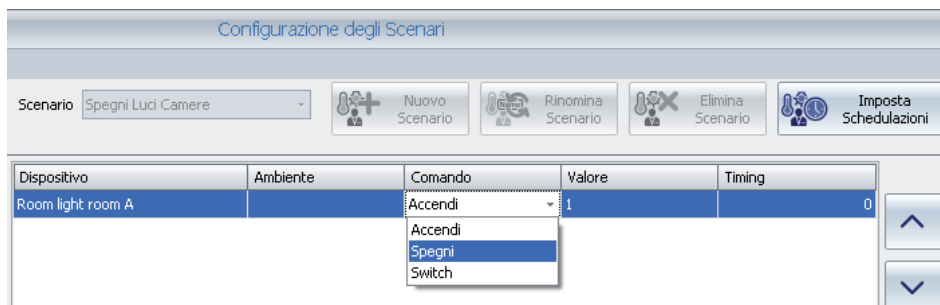 Configurazione degli Scenari
Scenario Spegni Luci Camere Nuovo Scenario Rinomina Scenario Elimina Scenario Imposta Schedulazioni
Dispositivo Ambiente Comando Valore Timing
Room light room A Accendi 1 0
Accendi
Spegni
Switch